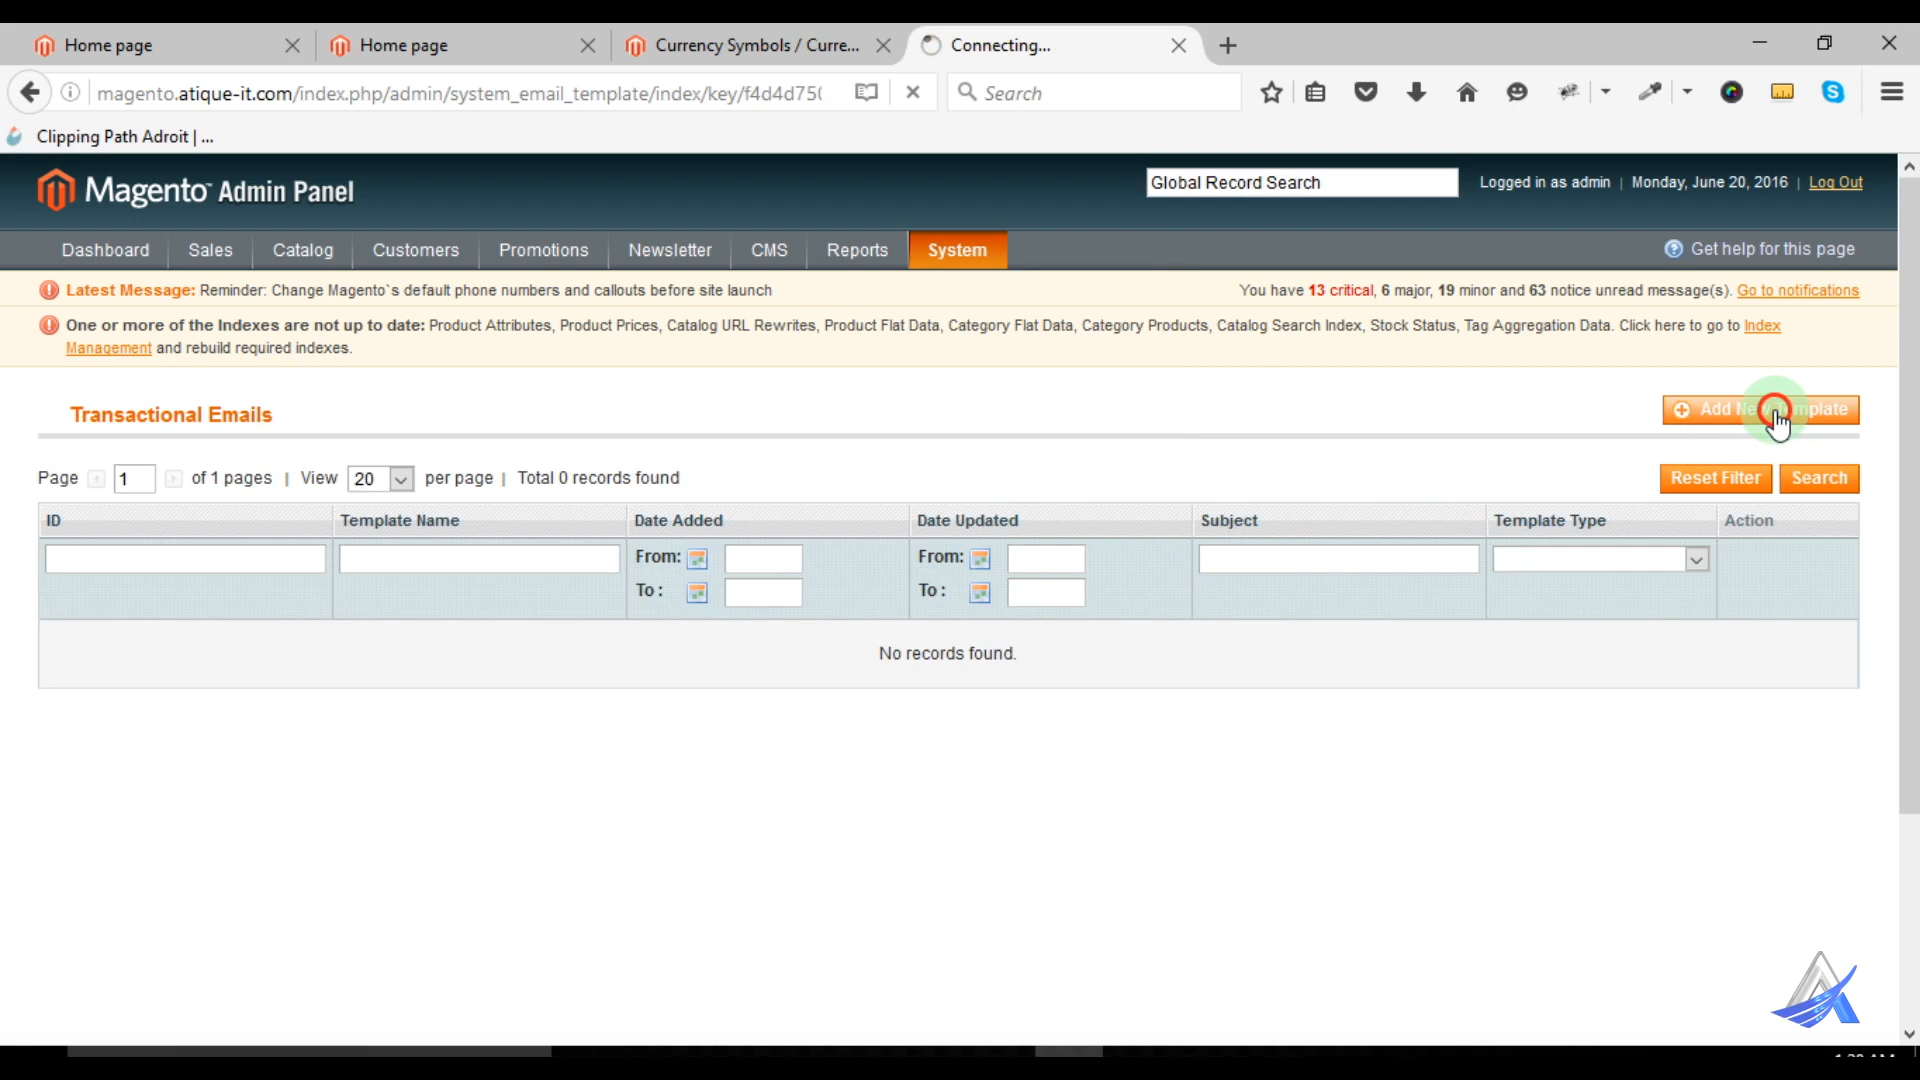 Home page
Home page
Currency Symbols / Curre...
Connecting...
magento.atique-it.com/index.php/admin/system_email_template/index/key/f4d4d75
Search
Clipping Path Adroit | ...
Magento Admin Panel
Global Record Search
Logged in as admin | Monday, June 20, 2016 | Log Out
Dashboard Sales Catalog Customers Promotions Newsletter CMS Reports System
Get help for this page
Latest Message: Reminder: Change Magento`s default phone numbers and callouts before site launch
You have 13 critical, 6 major, 19 minor and 63 notice unread message(s). Go to notifications
One or more of the Indexes are not up to date: Product Attributes, Product Prices, Catalog URL Rewrites, Product Flat Data, Category Flat Data, Category Products, Catalog Search Index, Stock Status, Tag Aggregation Data. Click here to go to Index
Management and rebuild required indexes.
Transactional Emails
Add New Template
Page 1 of 1 pages | View 20 per page | Total 0 records found
Reset Filter Search
ID Template Name Date Added Date Updated Subject Template Type Action
From: From:
To : To :
No records found.